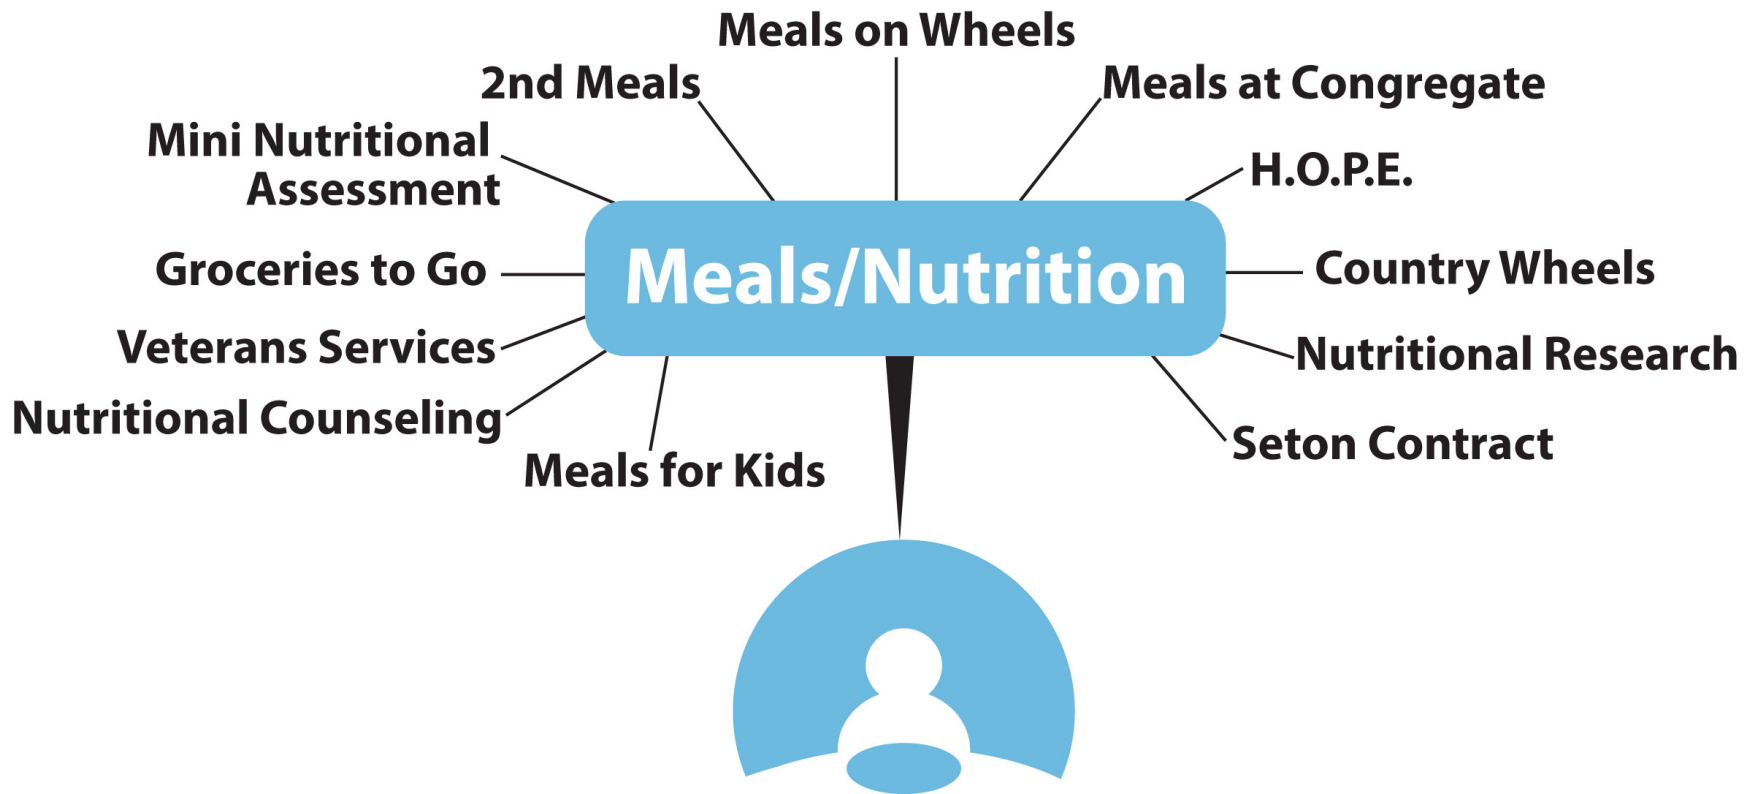 Meals on Wheels
2nd Meals
Meals at Congregate
Mini Nutritional
Assessment
H.O.P.E.
Groceries to Go
Meals/Nutrition
Country Wheels
Veterans Services
Nutritional Research
Nutritional Counseling
Seton Contract
Meals for Kids